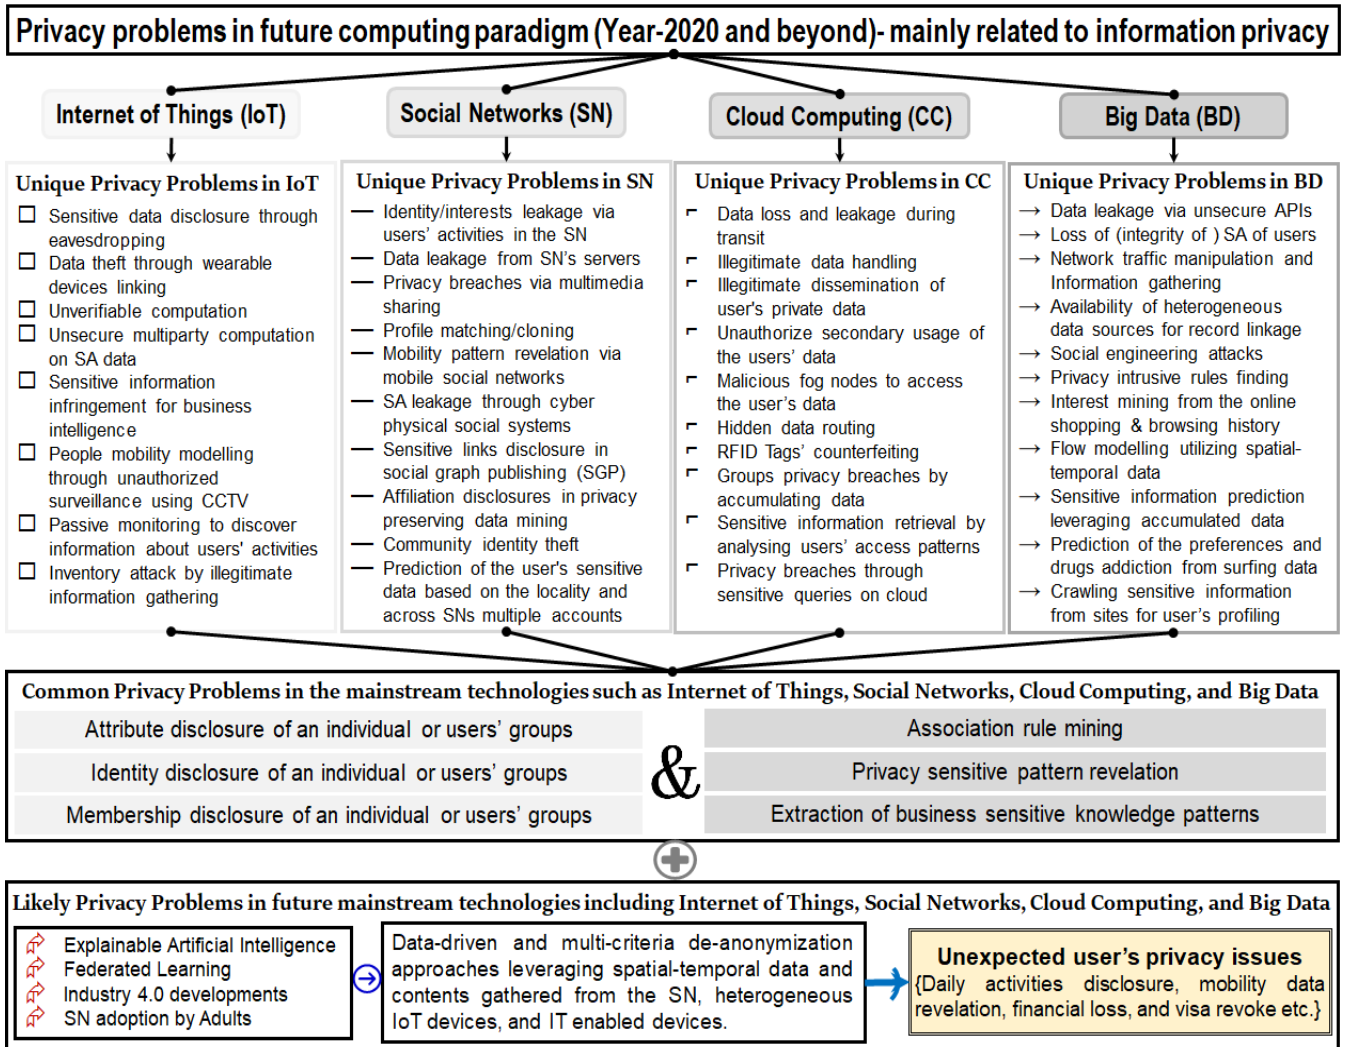 Privacy problems in future computing paradigm (Year-2020 and beyond)- mainly related to information privacy
Internet of Things (IoT)
Social Networks (SN)
Cloud Computing (CC)
Big Data (BD)
Unique Privacy Problems in IoT
Sensitive data disclosure through
eavesdropping
Data theft through wearable
devices linking
Unverifiable computation
Unsecure multiparty computation
on SA data
Sensitive information
infringement for business
intelligence
People mobility modelling
through unauthorized
surveillance using CCTV
Passive monitoring to discover
information about users' activities
Inventory attack by illegitimate
information gathering
Unique Privacy Problems in SN
Identity/interests leakage via
users' activities in the SN
Data leakage from SN's servers
Privacy breaches via multimedia
sharing
Profile matching/cloning
Mobility pattern revelation via
mobile social networks
SA leakage through cyber
physical social systems
Sensitive links disclosure in
social graph publishing (SGP)
Affiliation disclosures in privacy
preserving data mining
Community identity theft
Prediction of the user's sensitive
data based on the locality and
across SNs multiple accounts
Unique Privacy Problems in CC
Data loss and leakage during
transit
Illegitimate data handling
Illegitimate dissemination of
user's private data
Unauthorize secondary usage of
the users' data
Malicious fog nodes to access
the user's data
Hidden data routing
RFID Tags' counterfeiting
Groups privacy breaches by
accumulating data
Sensitive information retrieval by
analysing users' access patterns
Privacy breaches through
sensitive queries on cloud
Unique Privacy Problems in BD
→ Data leakage via unsecure APIs
→ Loss of (integrity of ) SA of users
→ Network traffic manipulation and
Information gathering
→ Availability of heterogeneous
data sources for record linkage
→ Social engineering attacks
→ Privacy intrusive rules finding
→ Interest mining from the online
shopping & browsing history
→ Flow modelling utilizing spatial-
temporal data
→ Sensitive information prediction
leveraging accumulated data
→ Prediction of the preferences and
drugs addiction from surfing data
→ Crawling sensitive information
from sites for user's profiling
Common Privacy Problems in the mainstream technologies such as Internet of Things, Social Networks, Cloud Computing, and Big Data
Attribute disclosure of an individual or users' groups
Identity disclosure of an individual or users' groups
Membership disclosure of an individual or users' groups
&
Association rule mining
Privacy sensitive pattern revelation
Extraction of business sensitive knowledge patterns
Likely Privacy Problems in future mainstream technologies including Internet of Things, Social Networks, Cloud Computing, and Big Data
Explainable Artificial Intelligence
Federated Learning
Industry 4.0 developments
SN adoption by Adults
Data-driven and multi-criteria de-anonymization
approaches leveraging spatial-temporal data and
contents gathered from the SN, heterogeneous
IoT devices, and IT enabled devices.
Unexpected user's privacy issues
{Daily activities disclosure, mobility data
revelation, financial loss, and visa revoke etc.}